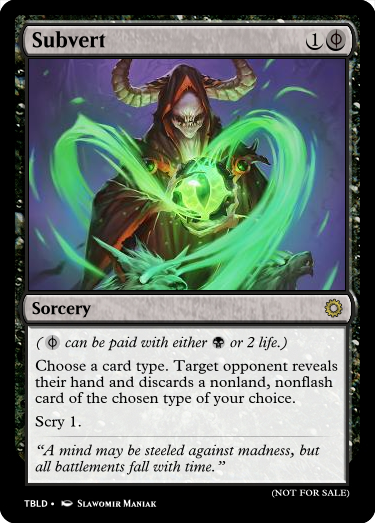 Subvert 1
Sorcery
( can be paid with either or 2 life.)
Choose a card type. Target opponent reveals
their hand and discards a nonland, nonflash
card of the chosen type of your choice.
Scry 1.
“A mind may be steeled against madness, but
all battlements fall with time.”
(NOT FOR SALE)
TBLD • Slawomir Maniak